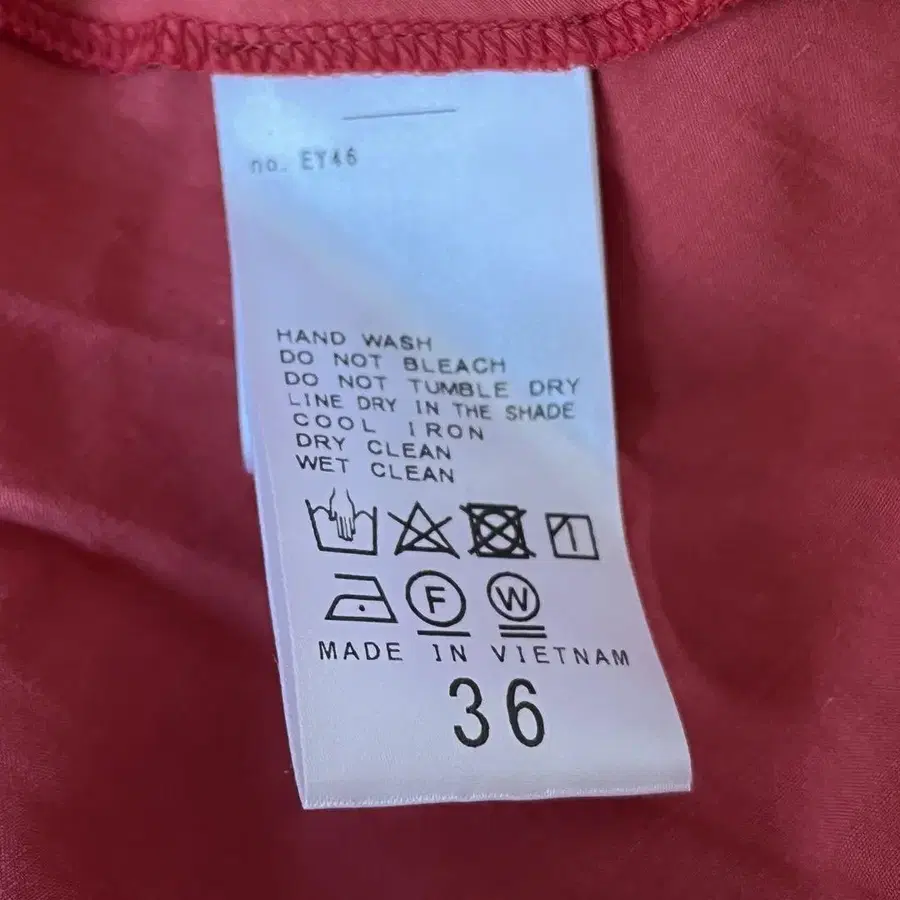 no. EY46
HAND WASH
DO NOT BLEACH
DO NOT TUMBLE DRY
LINE DRY IN THE SHADE
COOL IRON
DRY CLEAN
WET CLEAN
F W
MADE IN VIETNAM
36